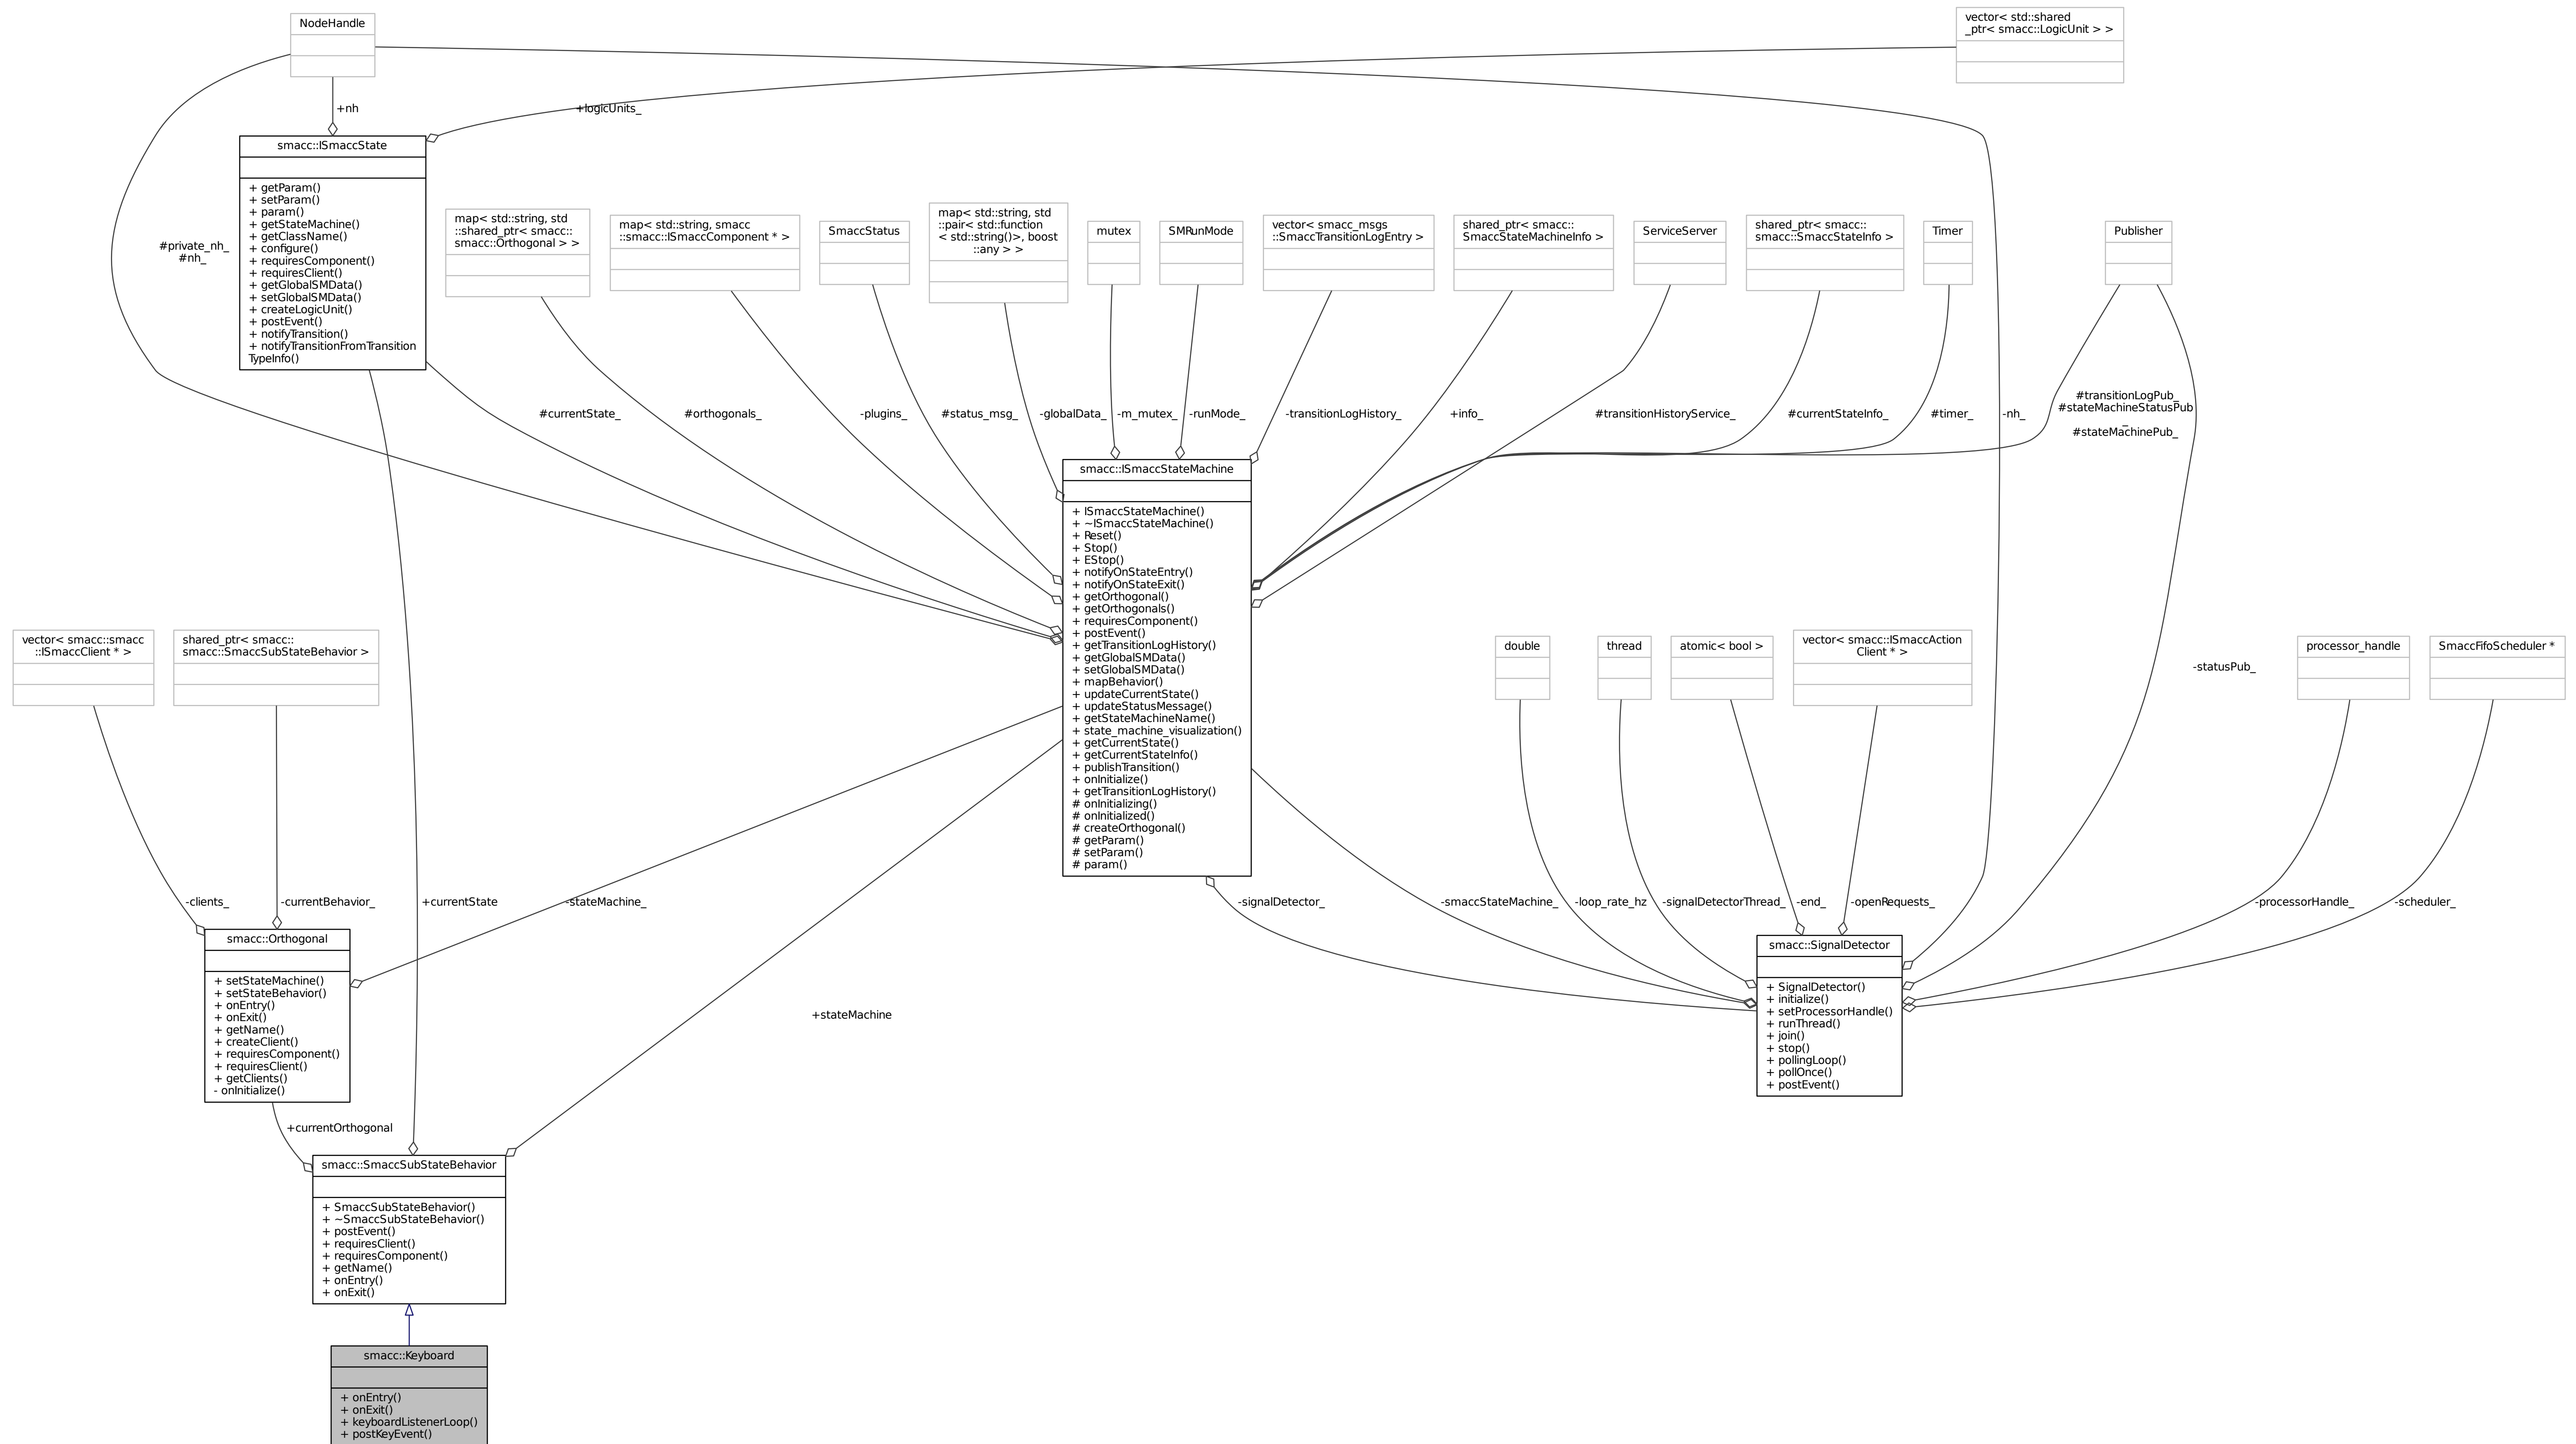 NodeHandle
vector< std::shared
_ptr< smacc::LogicUnit > >
+nh
+logicUnits_
smacc::ISmaccState
+ getParam()
+ setParam()
+ param()
+ getStateMachine()
+ getClassName()
+ configure()
+ requiresComponent()
+ requiresClient()
+ getGlobalSMData()
+ setGlobalSMData()
+ createLogicUnit()
+ postEvent()
+ notifyTransition()
+ notifyTransitionFromTransition
TypeInfo()
#private_nh_
#nh_
map< std::string, std
::shared_ptr< smacc::
smacc::Orthogonal > >
map< std::string, smacc
::smacc::ISmaccComponent * >
SmaccStatus
map< std::string, std
::pair< std::function
< std::string()>, boost
::any > >
mutex
SMRunMode
vector< smacc_msgs
::SmaccTransitionLogEntry >
shared_ptr< smacc::
SmaccStateMachineInfo >
ServiceServer
shared_ptr< smacc::
smacc::SmaccStateInfo >
Timer
Publisher
#currentState_
#orthogonals_
-plugins_
#status_msg_
-globalData_
-m_mutex_
-runMode_
-transitionLogHistory_
+info_
#transitionHistoryService_
#currentStateInfo_
#timer_
#transitionLogPub_
#stateMachineStatusPub
_
#stateMachinePub_
-nh_
smacc::ISmaccStateMachine
+ ISmaccStateMachine()
+ ~ISmaccStateMachine()
+ Reset()
+ Stop()
+ EStop()
+ notifyOnStateEntry()
+ notifyOnStateExit()
+ getOrthogonal()
+ getOrthogonals()
+ requiresComponent()
+ postEvent()
+ getTransitionLogHistory()
+ getGlobalSMData()
+ setGlobalSMData()
+ mapBehavior()
+ updateCurrentState()
+ updateStatusMessage()
+ getStateMachineName()
+ state_machine_visualization()
+ getCurrentState()
+ getCurrentStateInfo()
+ publishTransition()
+ onInitialize()
+ getTransitionLogHistory()
# onInitializing()
# onInitialized()
# createOrthogonal()
# getParam()
# setParam()
# param()
vector< smacc::smacc
::ISmaccClient * >
shared_ptr< smacc::
smacc::SmaccSubStateBehavior >
double
thread
atomic< bool >
vector< smacc::ISmaccAction
Client * >
-statusPub_
processor_handle
SmaccFifoScheduler *
-clients_
-currentBehavior_
+currentState
-stateMachine_
-signalDetector_
-smaccStateMachine_
-loop_rate_hz
-signalDetectorThread_
-end_
-openRequests_
-processorHandle_
-scheduler_
smacc::Orthogonal
+ setStateMachine()
+ setStateBehavior()
+ onEntry()
+ onExit()
+ getName()
+ createClient()
+ requiresComponent()
+ requiresClient()
+ getClients()
- onInitialize()
smacc::SignalDetector
+ SignalDetector()
+ initialize()
+ setProcessorHandle()
+ runThread()
+ join()
+ stop()
+ pollingLoop()
+ pollOnce()
+ postEvent()
+stateMachine
+currentOrthogonal
smacc::SmaccSubStateBehavior
+ SmaccSubStateBehavior()
+ ~SmaccSubStateBehavior()
+ postEvent()
+ requiresClient()
+ requiresComponent()
+ getName()
+ onEntry()
+ onExit()
smacc::Keyboard
+ onEntry()
+ onExit()
+ keyboardListenerLoop()
+ postKeyEvent()